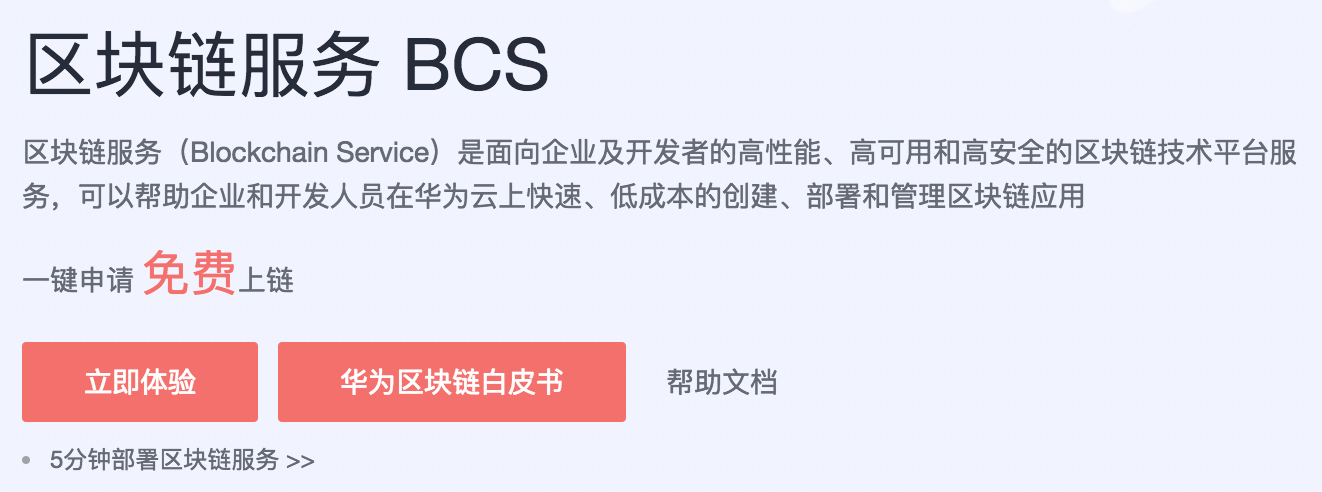 区块链服务 BCS
区块链服务（Blockchain Service）是面向企业及开发者的高性能、高可用和高安全的区块链技术平台服
务，可以帮助企业和开发人员在华为云上快速、低成本的创建、部署和管理区块链应用
一键申请 免费上链
立即体验 华为区块链白皮书 帮助文档
5分钟部署区块链服务 >>